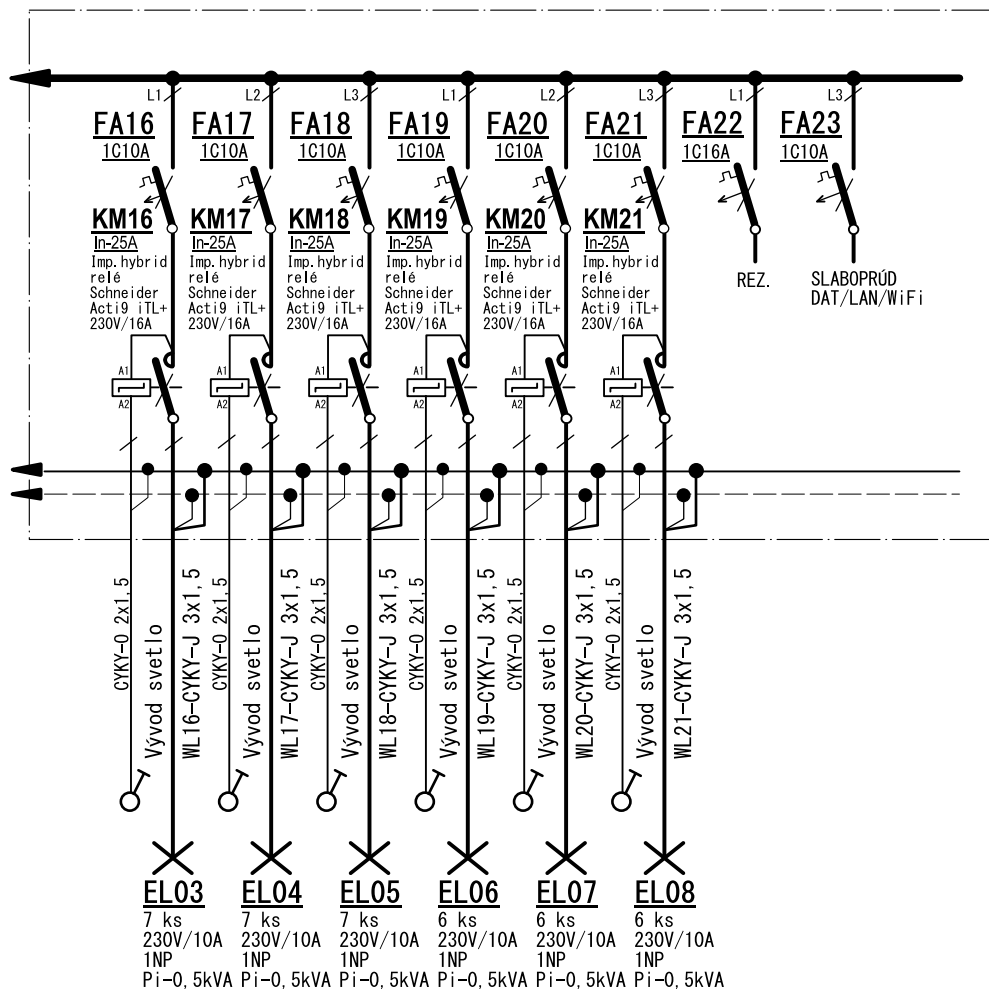 L1 L2 L3 L1 L2 L3 L1 L3
FA16 FA17 FA18 FA19 FA20 FA21 FA22 FA23
1C10A 1C10A 1C10A 1C10A 1C10A 1C10A 1C16A 1C10A
KM16 KM17 KM18 KM19 KM20 KM21
In-25A In-25A In-25A In-25A In-25A In-25A
Imp.hybrid Imp.hybrid Imp.hybrid Imp.hybrid Imp.hybrid Imp.hybrid
relé relé relé relé relé relé
Schneider Schneider Schneider Schneider Schneider Schneider
Acti9 iTL+ Acti9 iTL+ Acti9 iTL+ Acti9 iTL+ Acti9 iTL+ Acti9 iTL+
230V/16A 230V/16A 230V/16A 230V/16A 230V/16A 230V/16A
REZ.
SLABOPRÚD
DAT/LAN/WiFi
A1 A1 A1 A1 A1 A1
A2 A2 A2 A2 A2 A2
CYKY-O 2x1,5
Vývod svetlo
WL16-CYKY-J 3x1,5
CYKY-O 2x1,5
Vývod svetlo
WL17-CYKY-J 3x1,5
CYKY-O 2x1,5
Vývod svetlo
WL18-CYKY-J 3x1,5
CYKY-O 2x1,5
Vývod svetlo
WL19-CYKY-J 3x1,5
CYKY-O 2x1,5
Vývod svetlo
WL20-CYKY-J 3x1,5
CYKY-O 2x1,5
Vývod svetlo
WL21-CYKY-J 3x1,5
EL03 EL04 EL05 EL06 EL07 EL08
7 ks 7 ks 7 ks 6 ks 6 ks 6 ks
230V/10A 230V/10A 230V/10A 230V/10A 230V/10A 230V/10A
1NP 1NP 1NP 1NP 1NP 1NP
Pi-0,5kVA Pi-0,5kVA Pi-0,5kVA Pi-0,5kVA Pi-0,5kVA Pi-0,5kVA